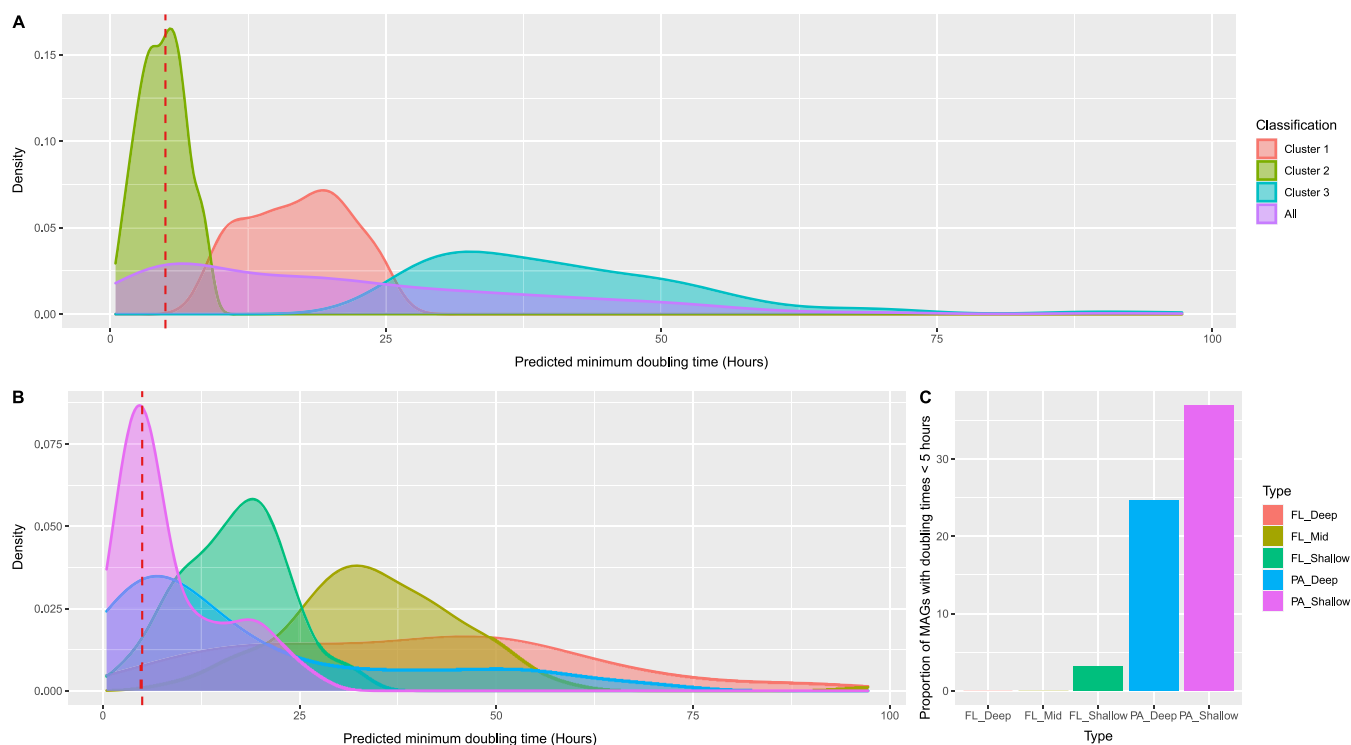 A
0.15
0.10
0.05
0.00
Density
0
25
50
75
100
Predicted minimum doubling time (Hours)
Classification
Cluster 1
Cluster 2
Cluster 3
All
B
0.075
0.050
0.025
0.000
Density
0
25
50
75
100
Predicted minimum doubling time (Hours)
C
Proportion of MAGs with doubling times < 5 hours
30
20
10
0
FL_Deep
FL_Mid
FL_Shallow
PA_Deep
PA_Shallow
Type
Type
FL_Deep
FL_Mid
FL_Shallow
PA_Deep
PA_Shallow